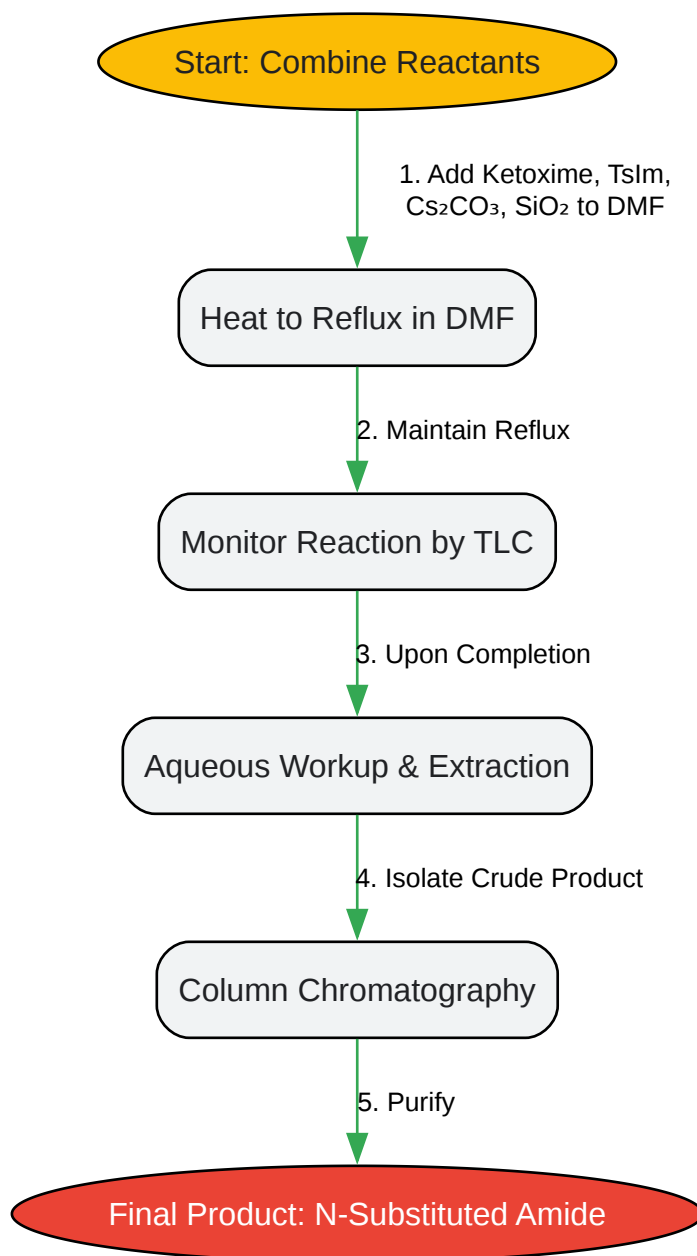 Start: Combine Reactants
1. Add Ketoxime, TsIm,
Cs₂CO₃, SiO₂ to DMF
Heat to Reflux in DMF
2. Maintain Reflux
Monitor Reaction by TLC
3. Upon Completion
Aqueous Workup & Extraction
4. Isolate Crude Product
Column Chromatography
5. Purify
Final Product: N-Substituted Amide